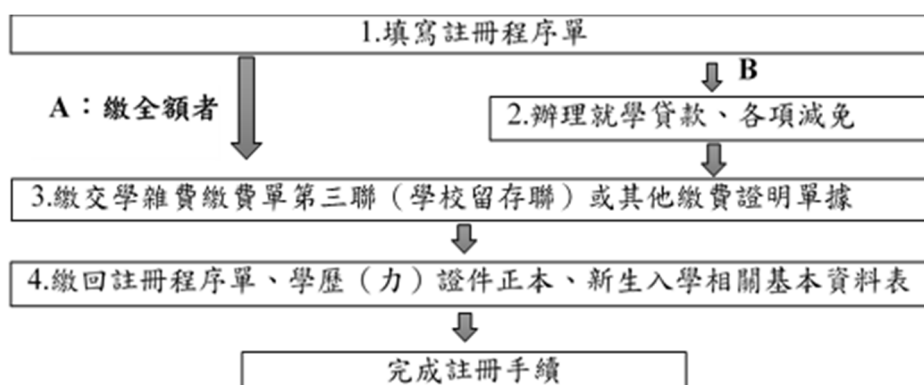 1.填寫註冊程序單
A：繳全額者
B
2.辦理就學貸款、各項減免
3.繳交學雜費繳費單第三聯（學校留存聯）或其他繳費證明單據
4.繳回註冊程序單、學歷（力）證件正本、新生入學相關基本資料表
完成註冊手續